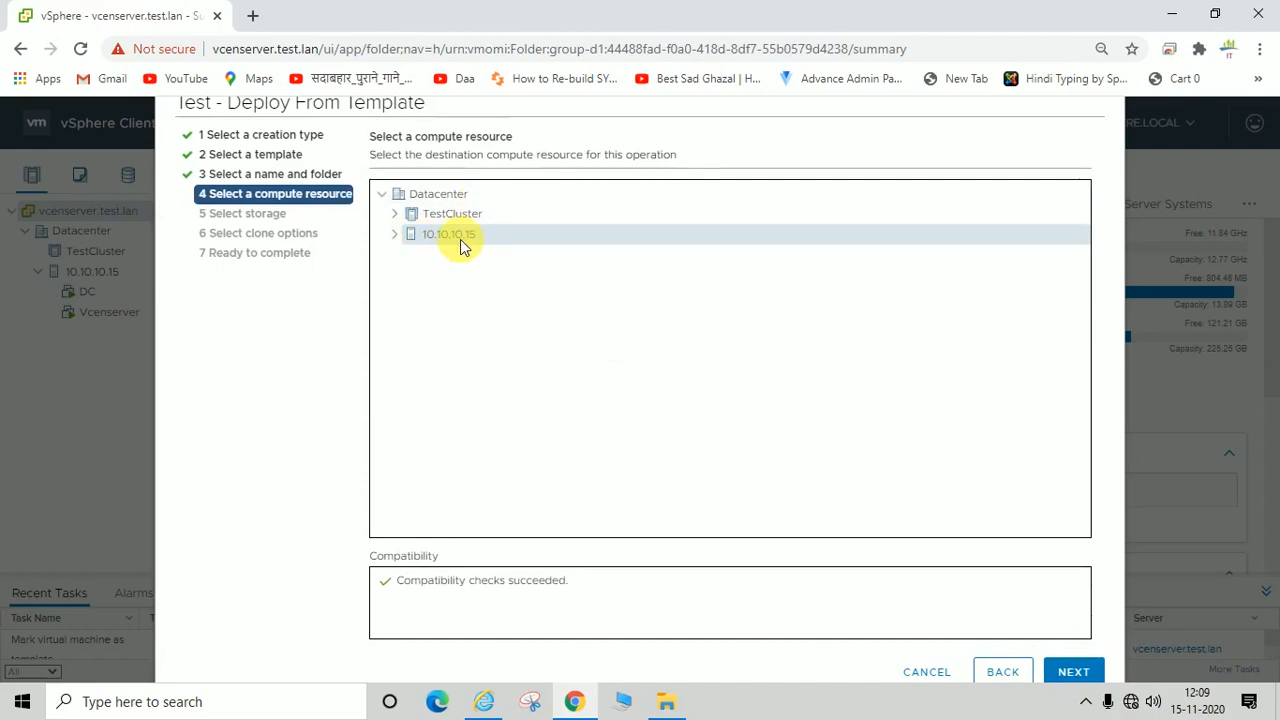 vSphere - vcenserver.test.lan - Su
Not secure
vcenserver.test.lan/ui/app/folder;nav=h/urn:vmomi:Folder:group-d1:44488fad-f0a0-418d-8df7-55b0579d4238/summary
Apps
Gmail
YouTube
Maps
सदाबहार_पुराने_गाने_...
Daa
How to Re-build SY...
Best Sad Ghazal | H...
Advance Admin Pa...
New Tab
Hindi Typing by Sp...
Cart 0
»
vm
vSphere Clien
RE.LOCAL
IT
Test - Deploy From Template
1 Select a creation type
2 Select a template
3 Select a name and folder
4 Select a compute resource
5 Select storage
6 Select clone options
7 Ready to complete
Select a compute resource
Select the destination compute resource for this operation
Datacenter
TestCluster
10.10.10.15
Compatibility
Compatibility checks succeeded.
CANCEL
BACK
NEXT
vcenserver.test.lan
Datacenter
TestCluster
10.10.10.15
DC
Vcenserver
Server Systems
Free: 11.84 GHz
Capacity: 12.77 GHz
Free: 804.48 MB
Capacity: 13.89 GB
Free: 121.21 GB
Capacity: 225.25 GB
Recent Tasks
Alarms
Task Name
T
Server
Mark virtual machine as
template
vcenserver.test.lan
All
More Tasks
Type here to search
12:09
15-11-2020